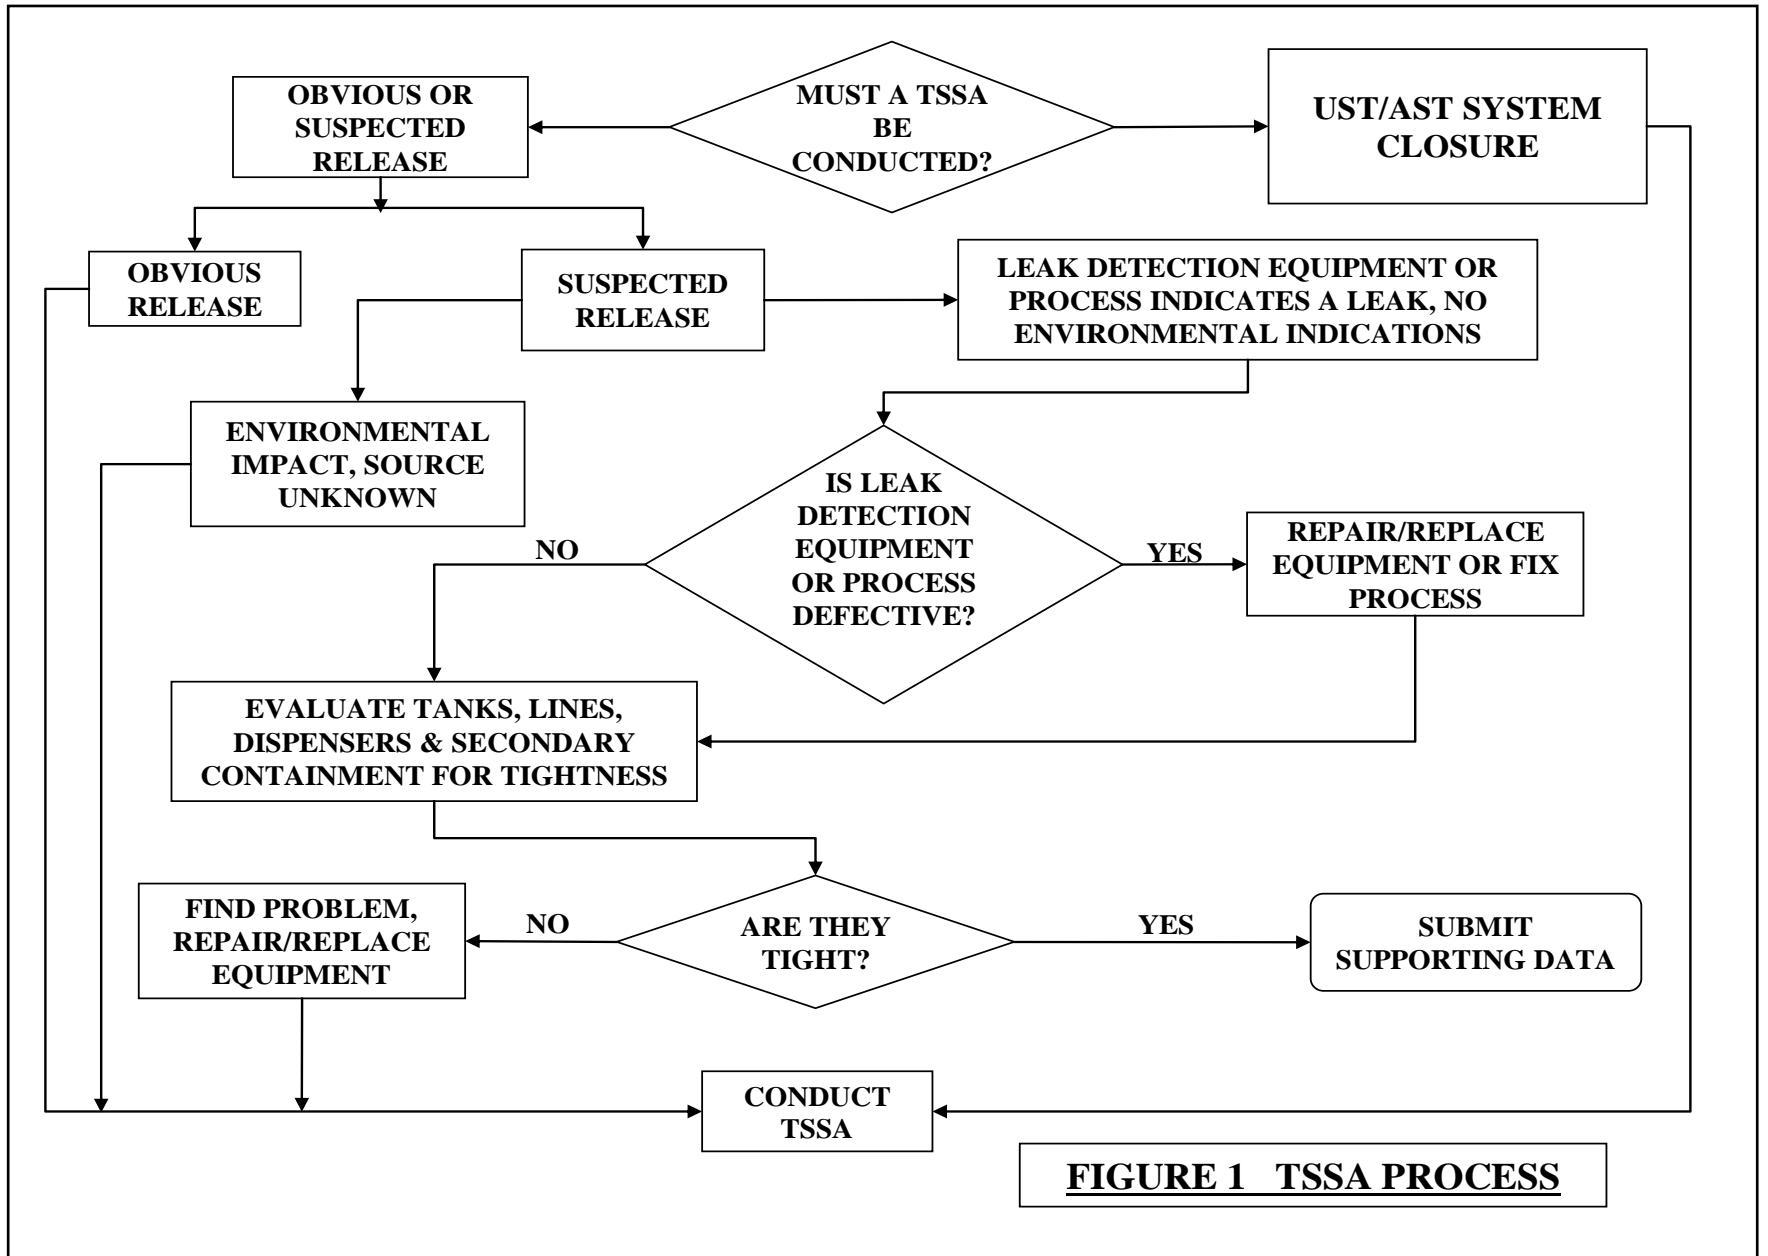 MUST A TSSA
BE
CONDUCTED?
OBVIOUS OR
SUSPECTED
RELEASE
UST/AST SYSTEM
CLOSURE
OBVIOUS
RELEASE
SUSPECTED
RELEASE
LEAK DETECTION EQUIPMENT OR
PROCESS INDICATES A LEAK, NO
ENVIRONMENTAL INDICATIONS
ENVIRONMENTAL
IMPACT, SOURCE
UNKNOWN
IS LEAK
DETECTION
EQUIPMENT
OR PROCESS
DEFECTIVE?
NO
YES
REPAIR/REPLACE
EQUIPMENT OR FIX
PROCESS
EVALUATE TANKS, LINES,
DISPENSERS & SECONDARY
CONTAINMENT FOR TIGHTNESS
FIND PROBLEM,
REPAIR/REPLACE
EQUIPMENT
NO
ARE THEY
TIGHT?
YES
SUBMIT
SUPPORTING DATA
CONDUCT
TSSA
FIGURE 1 TSSA PROCESS